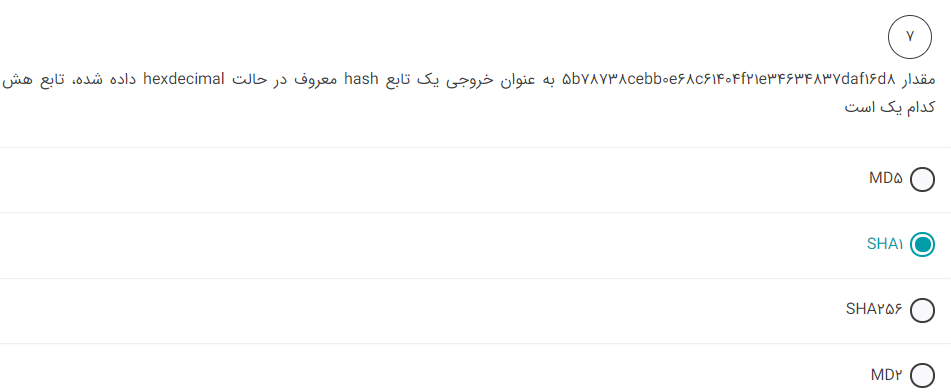 ۷
مقدار ۵b۷۸۷۳۸cebb۰e۶۸c۶۱۴۰۴f۲۱e۳۴۶۳۴۸۳۷daf۱۶d۸ به عنوان خروجی یک تابع hash معروف در حالت hexdecimal داده شده، تابع هش
کدام یک است
MD۵
SHA۱
SHA۲۵۶
MD۲